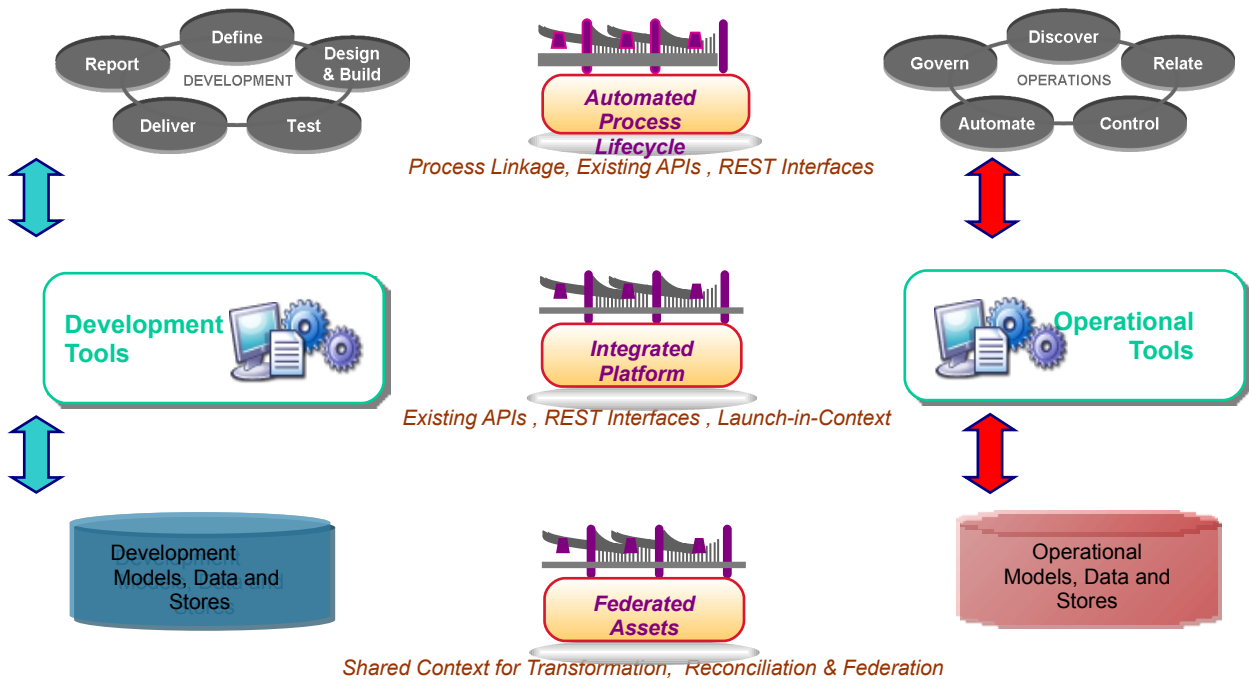 Define
Report
Design
& Build
DEVELOPMENT
Deliver
Test
Automated
Process
Lifecycle
Process Linkage, Existing APIs , REST Interfaces
Discover
Govern
Relate
OPERATIONS
Automate
Control
Development
Tools
Integrated
Platform
Existing APIs , REST Interfaces , Launch-in-Context
Operational
Tools
Development
Models, Data and
Stores
Federated
Assets
Shared Context for Transformation, Reconciliation & Federation
Operational
Models, Data and
Stores